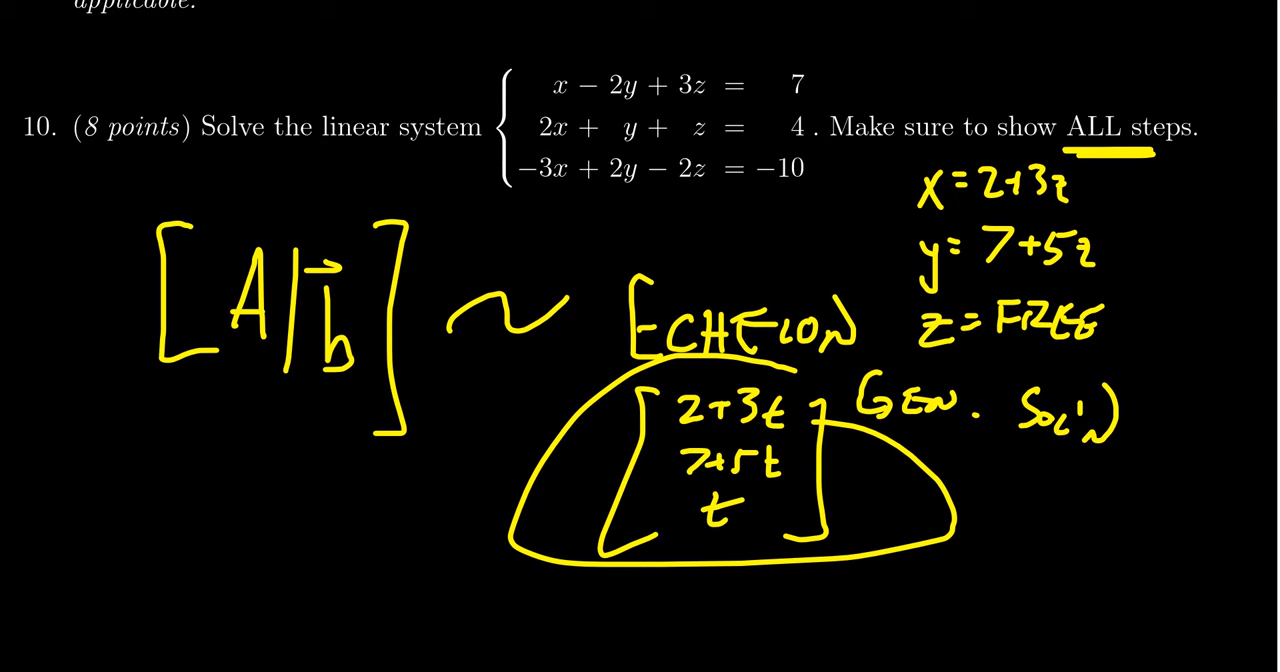 applicable.
x − 2y + 3z = 7
10. (8 points) Solve the linear system 2x + y + z = 4 . Make sure to show ALL steps.
−3x + 2y − 2z = −10
x = 2+3z
y = 7+5z
z = FREE
[A|b⃗] ~ [ECHELON
[2+3t
7+5t
t] GEN. SOL'N